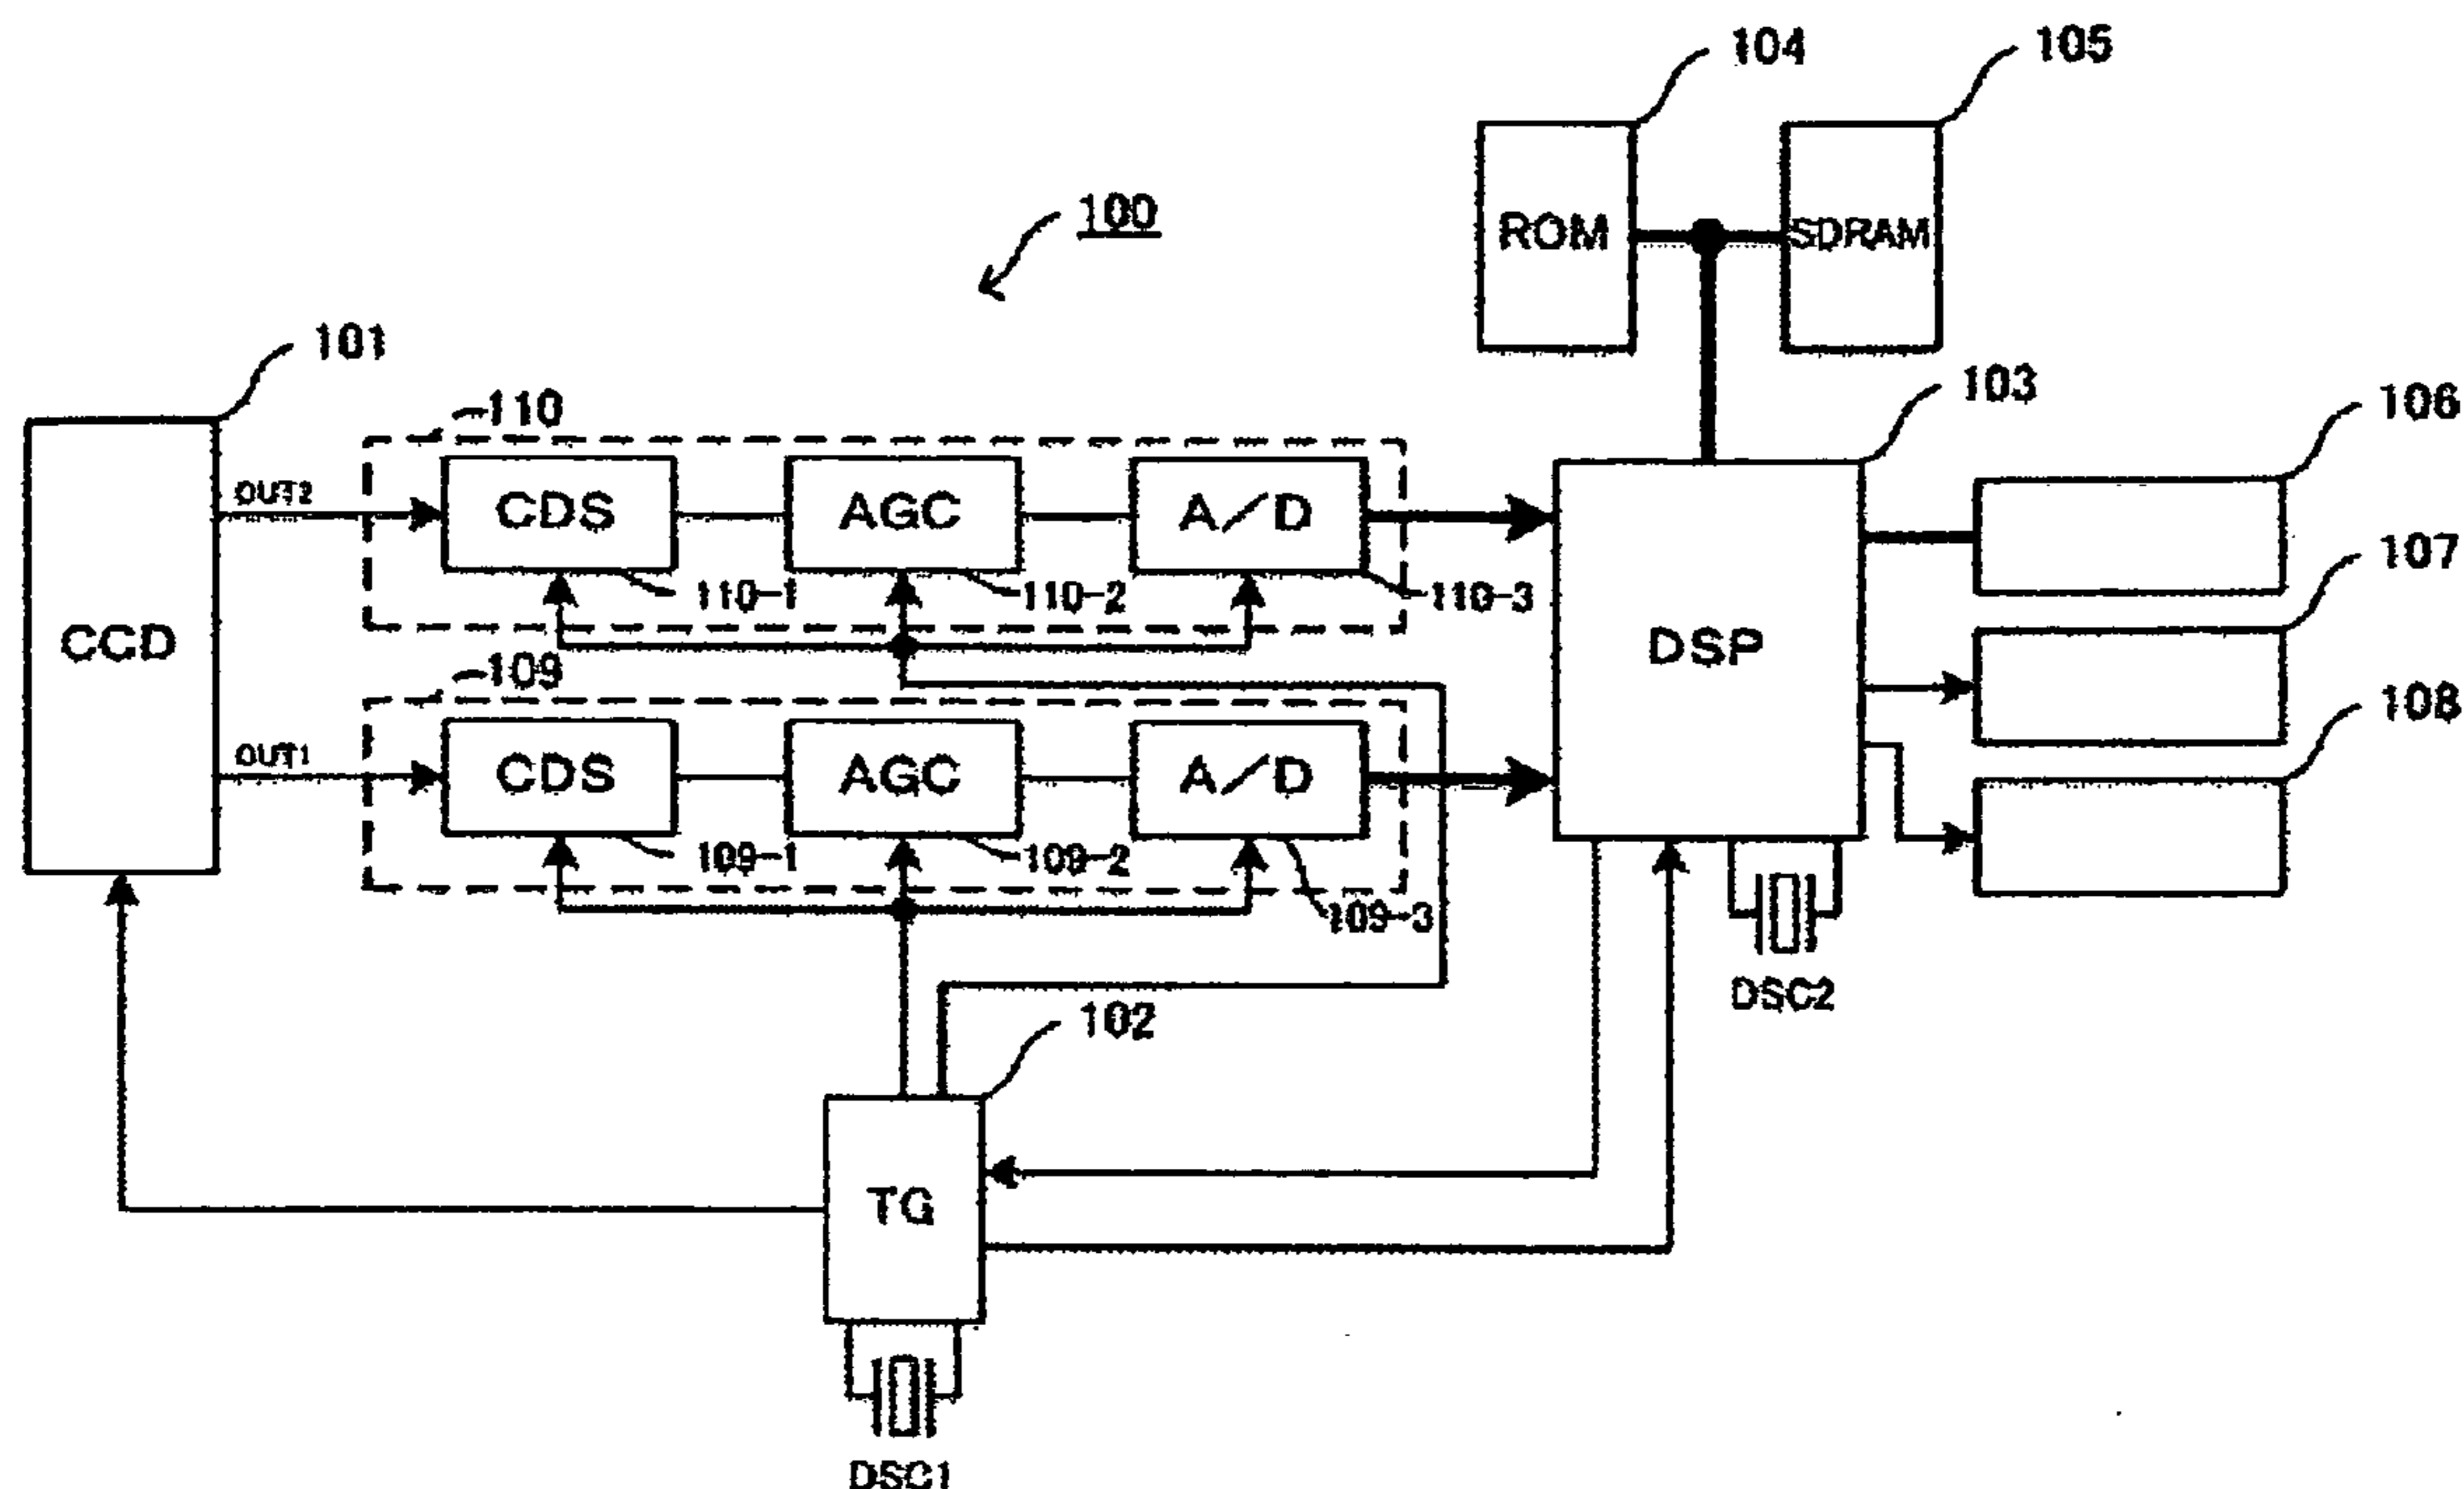 104
105
ROM
SDRAM
100
101
103
106
110
OUT2
CDS
AGC
A/D
110-1
110-2
110-3
107
CCD
DSP
109
108
OUT1
CDS
AGC
A/D
109-1
109-2
109-3
DSC2
102
TG
DSC1